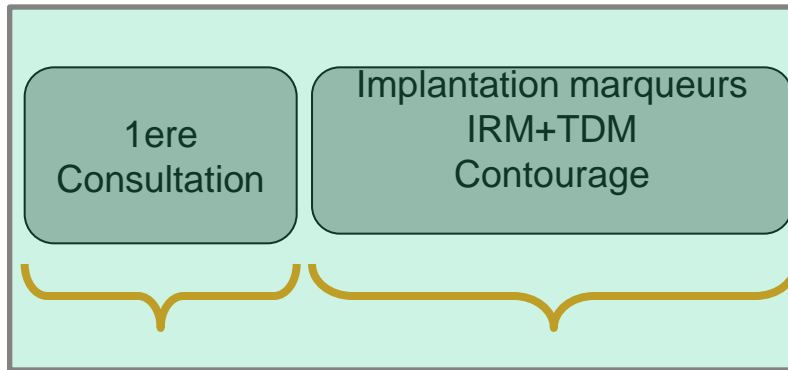 1ere
Consultation
Implantation marqueurs
IRM+TDM
Contourage